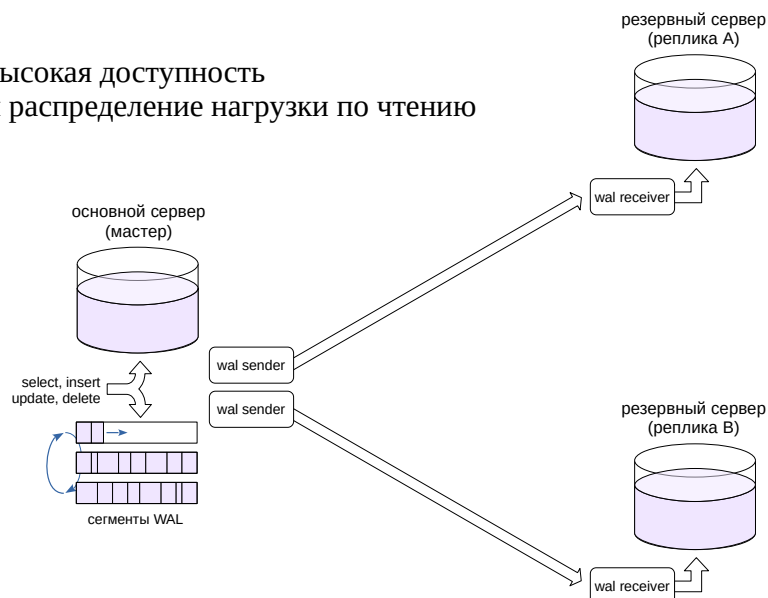 ысокая доступность
распределение нагрузки по чтению
резервный сервер
(реплика A)
wal receiver
основной сервер
(мастер)
wal sender
select, insert
update, delete
wal sender
сегменты WAL
резервный сервер
(реплика B)
wal receiver